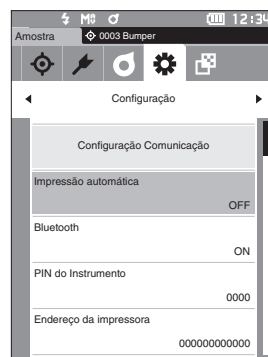 M 12:34
Amostra 0003 Bumper
Configuração
Configuração Comunicação
Impressão automática
OFF
Bluetooth
ON
PIN do Instrumento
0000
Endereço da impressora
000000000000